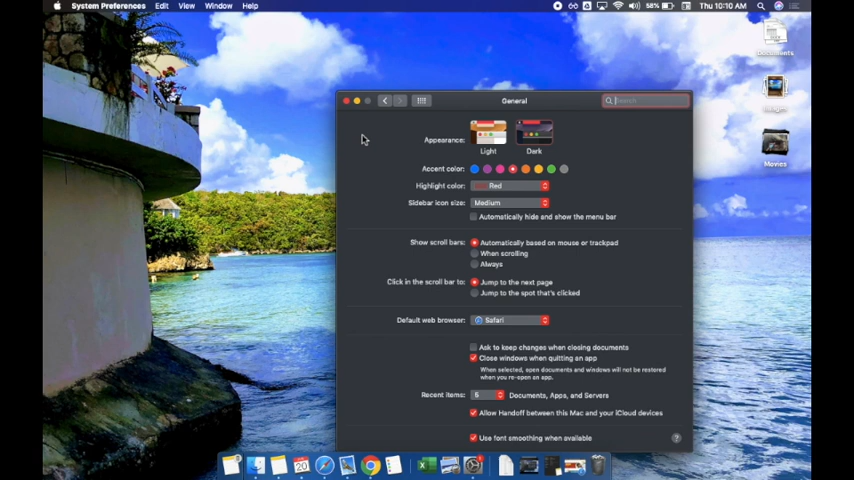 System Preferences Edit View Window Help
58% Thu 10:10 AM
General
Search
Documents
Movies
Appearance:
Light Dark
Accent color:
Highlight color: Red
Sidebar icon size: Medium
Automatically hide and show the menu bar
Show scroll bars: Automatically based on mouse or trackpad
When scrolling
Always
Click in the scroll bar to: Jump to the next page
Jump to the spot that's clicked
Default web browser: Safari
Ask to keep changes when closing documents
Close windows when quitting an app
When selected, open documents and windows will not be restored
when you re-open an app.
Recent items: 5 Documents, Apps, and Servers
Allow Handoff between this Mac and your iCloud devices
Use font smoothing when available ?
20